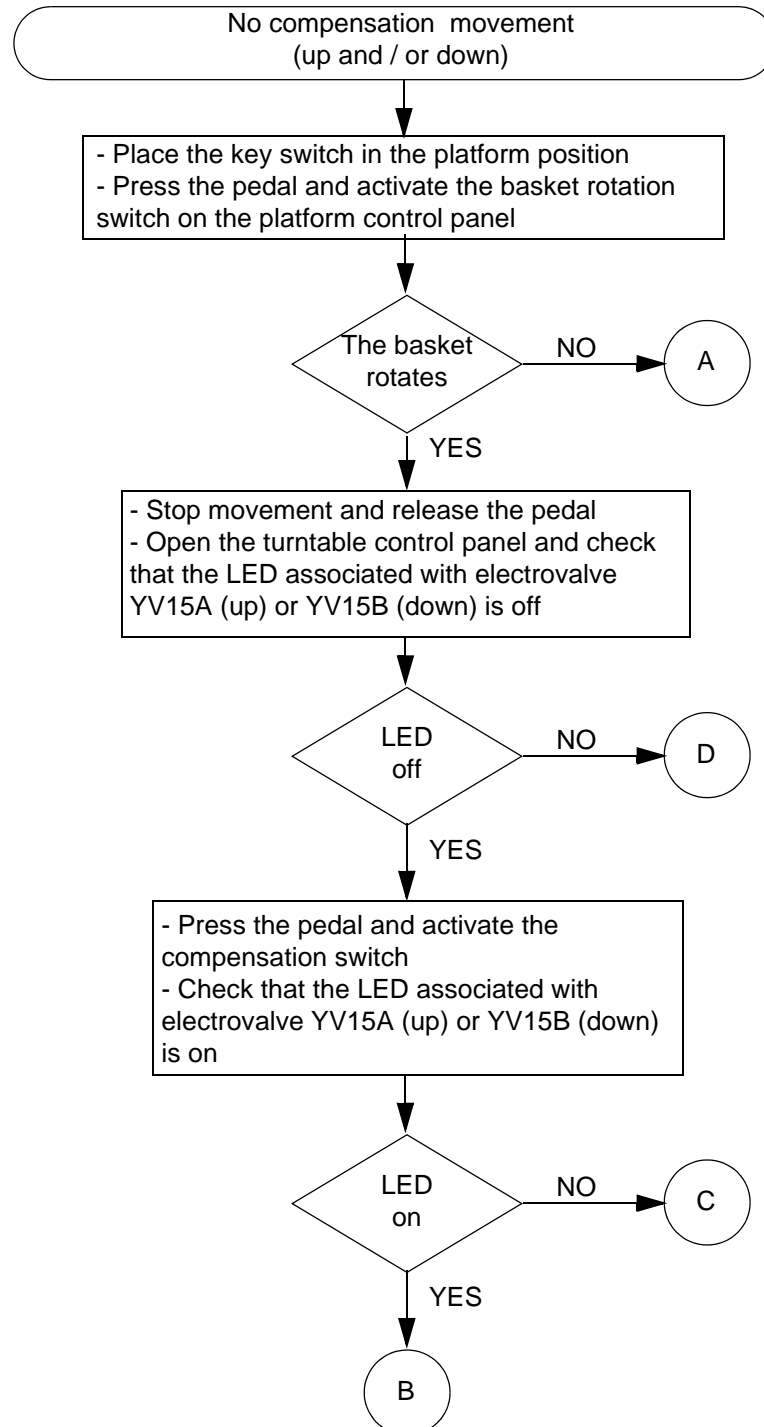 No compensation movement
(up and / or down)
- Place the key switch in the platform position
- Press the pedal and activate the basket rotation
switch on the platform control panel
The basket
rotates
NO
A
YES
- Stop movement and release the pedal
- Open the turntable control panel and check
that the LED associated with electrovalve
YV15A (up) or YV15B (down) is off
LED
off
NO
D
YES
- Press the pedal and activate the
compensation switch
- Check that the LED associated with
electrovalve YV15A (up) or YV15B (down)
is on
LED
on
NO
C
YES
B